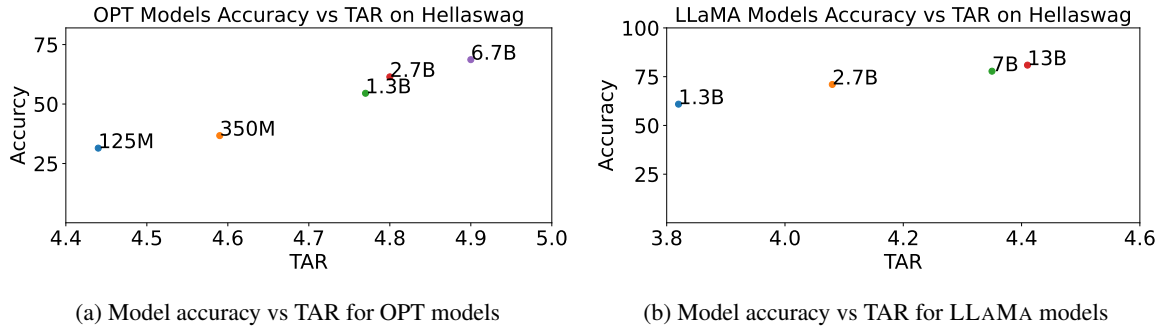 OPT Models Accuracy vs TAR on Hellaswag
75
50
25
Accurcy
125M
350M
1.3B
2.7B
6.7B
4.4 4.5 4.6 4.7 4.8 4.9 5.0
TAR
(a) Model accuracy vs TAR for OPT models
LLaMA Models Accuracy vs TAR on Hellaswag
100
75
50
25
Accuracy
1.3B
2.7B
7B
13B
3.8 4.0 4.2 4.4 4.6
TAR
(b) Model accuracy vs TAR for LLAMA models